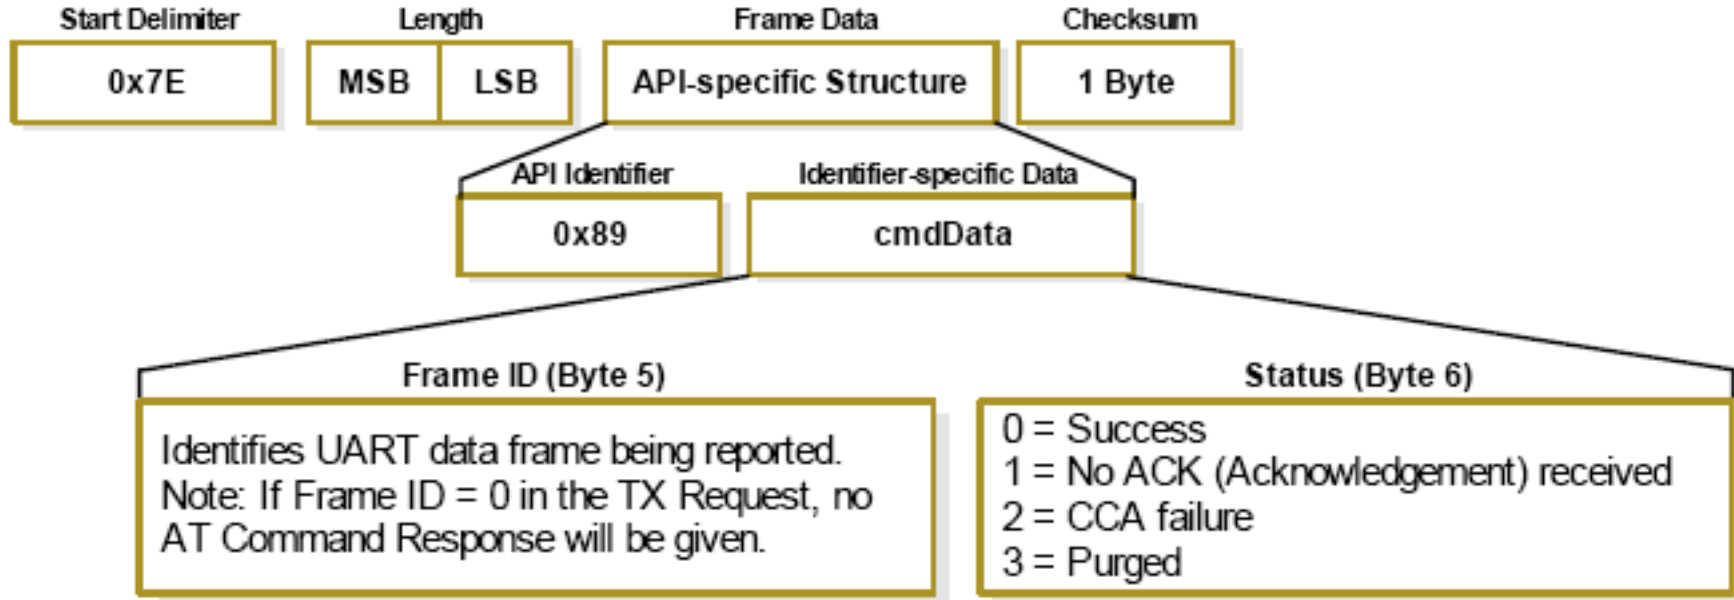 Start Delimiter Length Frame Data Checksum
0x7E MSB LSB API-specific Structure 1 Byte
API Identifier Identifier-specific Data
0x89 cmdData
Frame ID (Byte 5)
Identifies UART data frame being reported.
Note: If Frame ID = 0 in the TX Request, no
AT Command Response will be given.
Status (Byte 6)
0 = Success
1 = No ACK (Acknowledgement) received
2 = CCA failure
3 = Purged